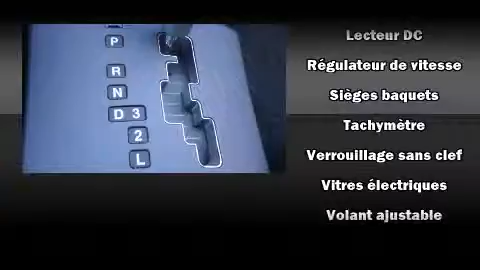 P
R
N
D 3
2
L
Lecteur DC
Régulateur de vitesse
Sièges baquets
Tachymètre
Verrouillage sans clef
Vitres électriques
Volant ajustable